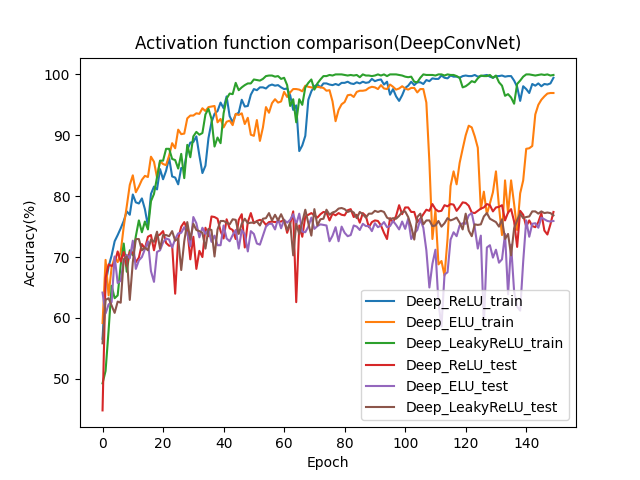 Activation function comparison(DeepConvNet)
Accuracy(%)
100
90
80
70
60
50
0
20
40
60
80
100
120
140
Epoch
Deep_ReLU_train
Deep_ELU_train
Deep_LeakyReLU_train
Deep_ReLU_test
Deep_ELU_test
Deep_LeakyReLU_test